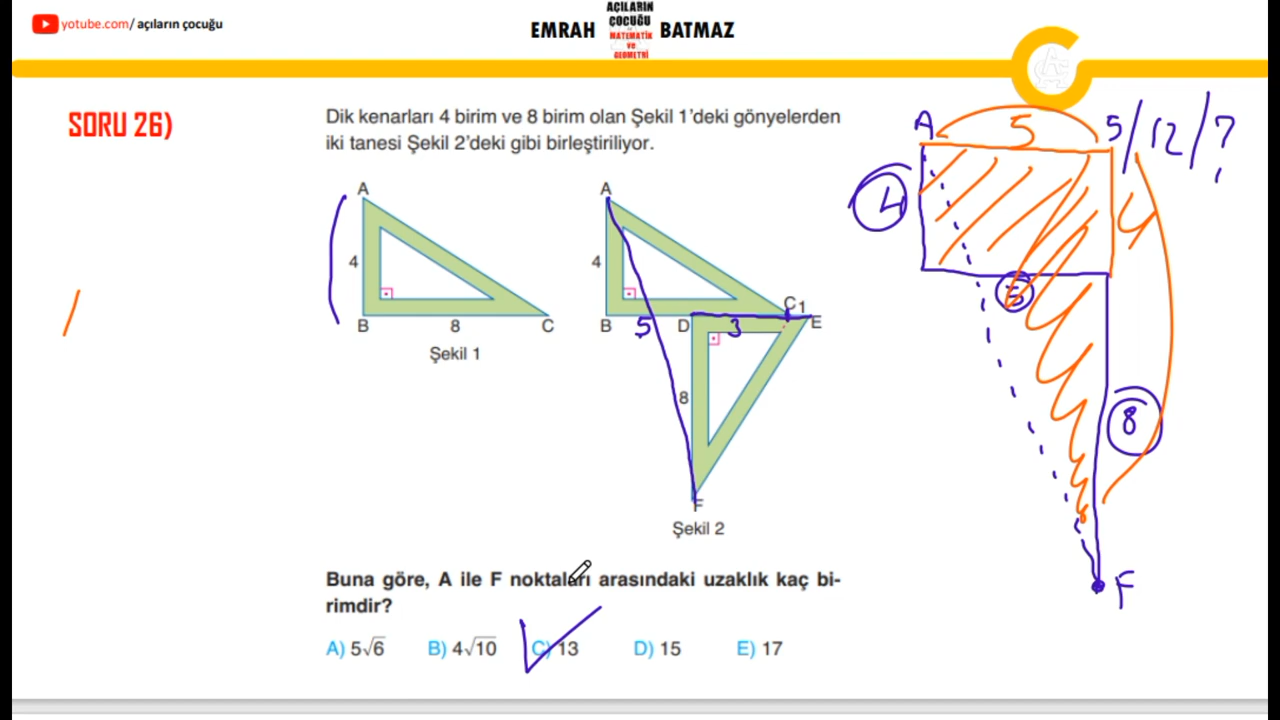 yotube.com/ açıların çocuğu
EMRAH
AÇILARIN
ÇOCUĞU
MATEMATİK
VE
GEOMETRİ
BATMAZ
SORU 26)
Dik kenarları 4 birim ve 8 birim olan Şekil 1'deki gönyelerden
iki tanesi Şekil 2'deki gibi birleştiriliyor.
A
4
B
8
C
Şekil 1
A
4
B
5
D
3
C
1
E
8
F
Şekil 2
A
5
5/12/?
4
4
5
8
F
Buna göre, A ile F noktaları arasındaki uzaklık kaç bi-
rimdir?
A) 5√6 B) 4√10 C) 13 D) 15 E) 17